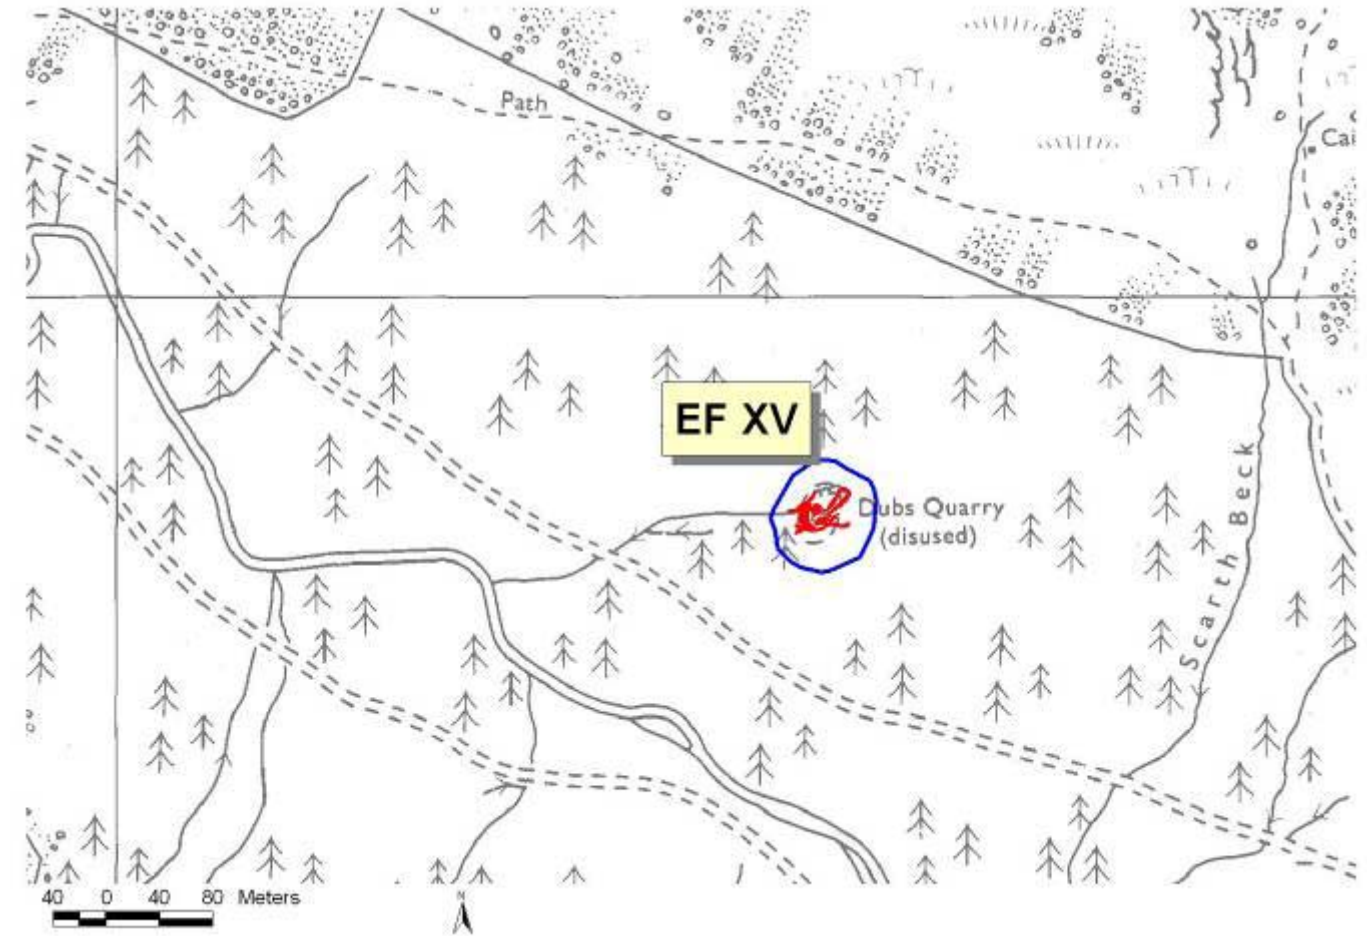 Path
Cai
EF XV
Dubs Quarry
(disused)
Scarth Beck
40 0 40 80 Meters
N